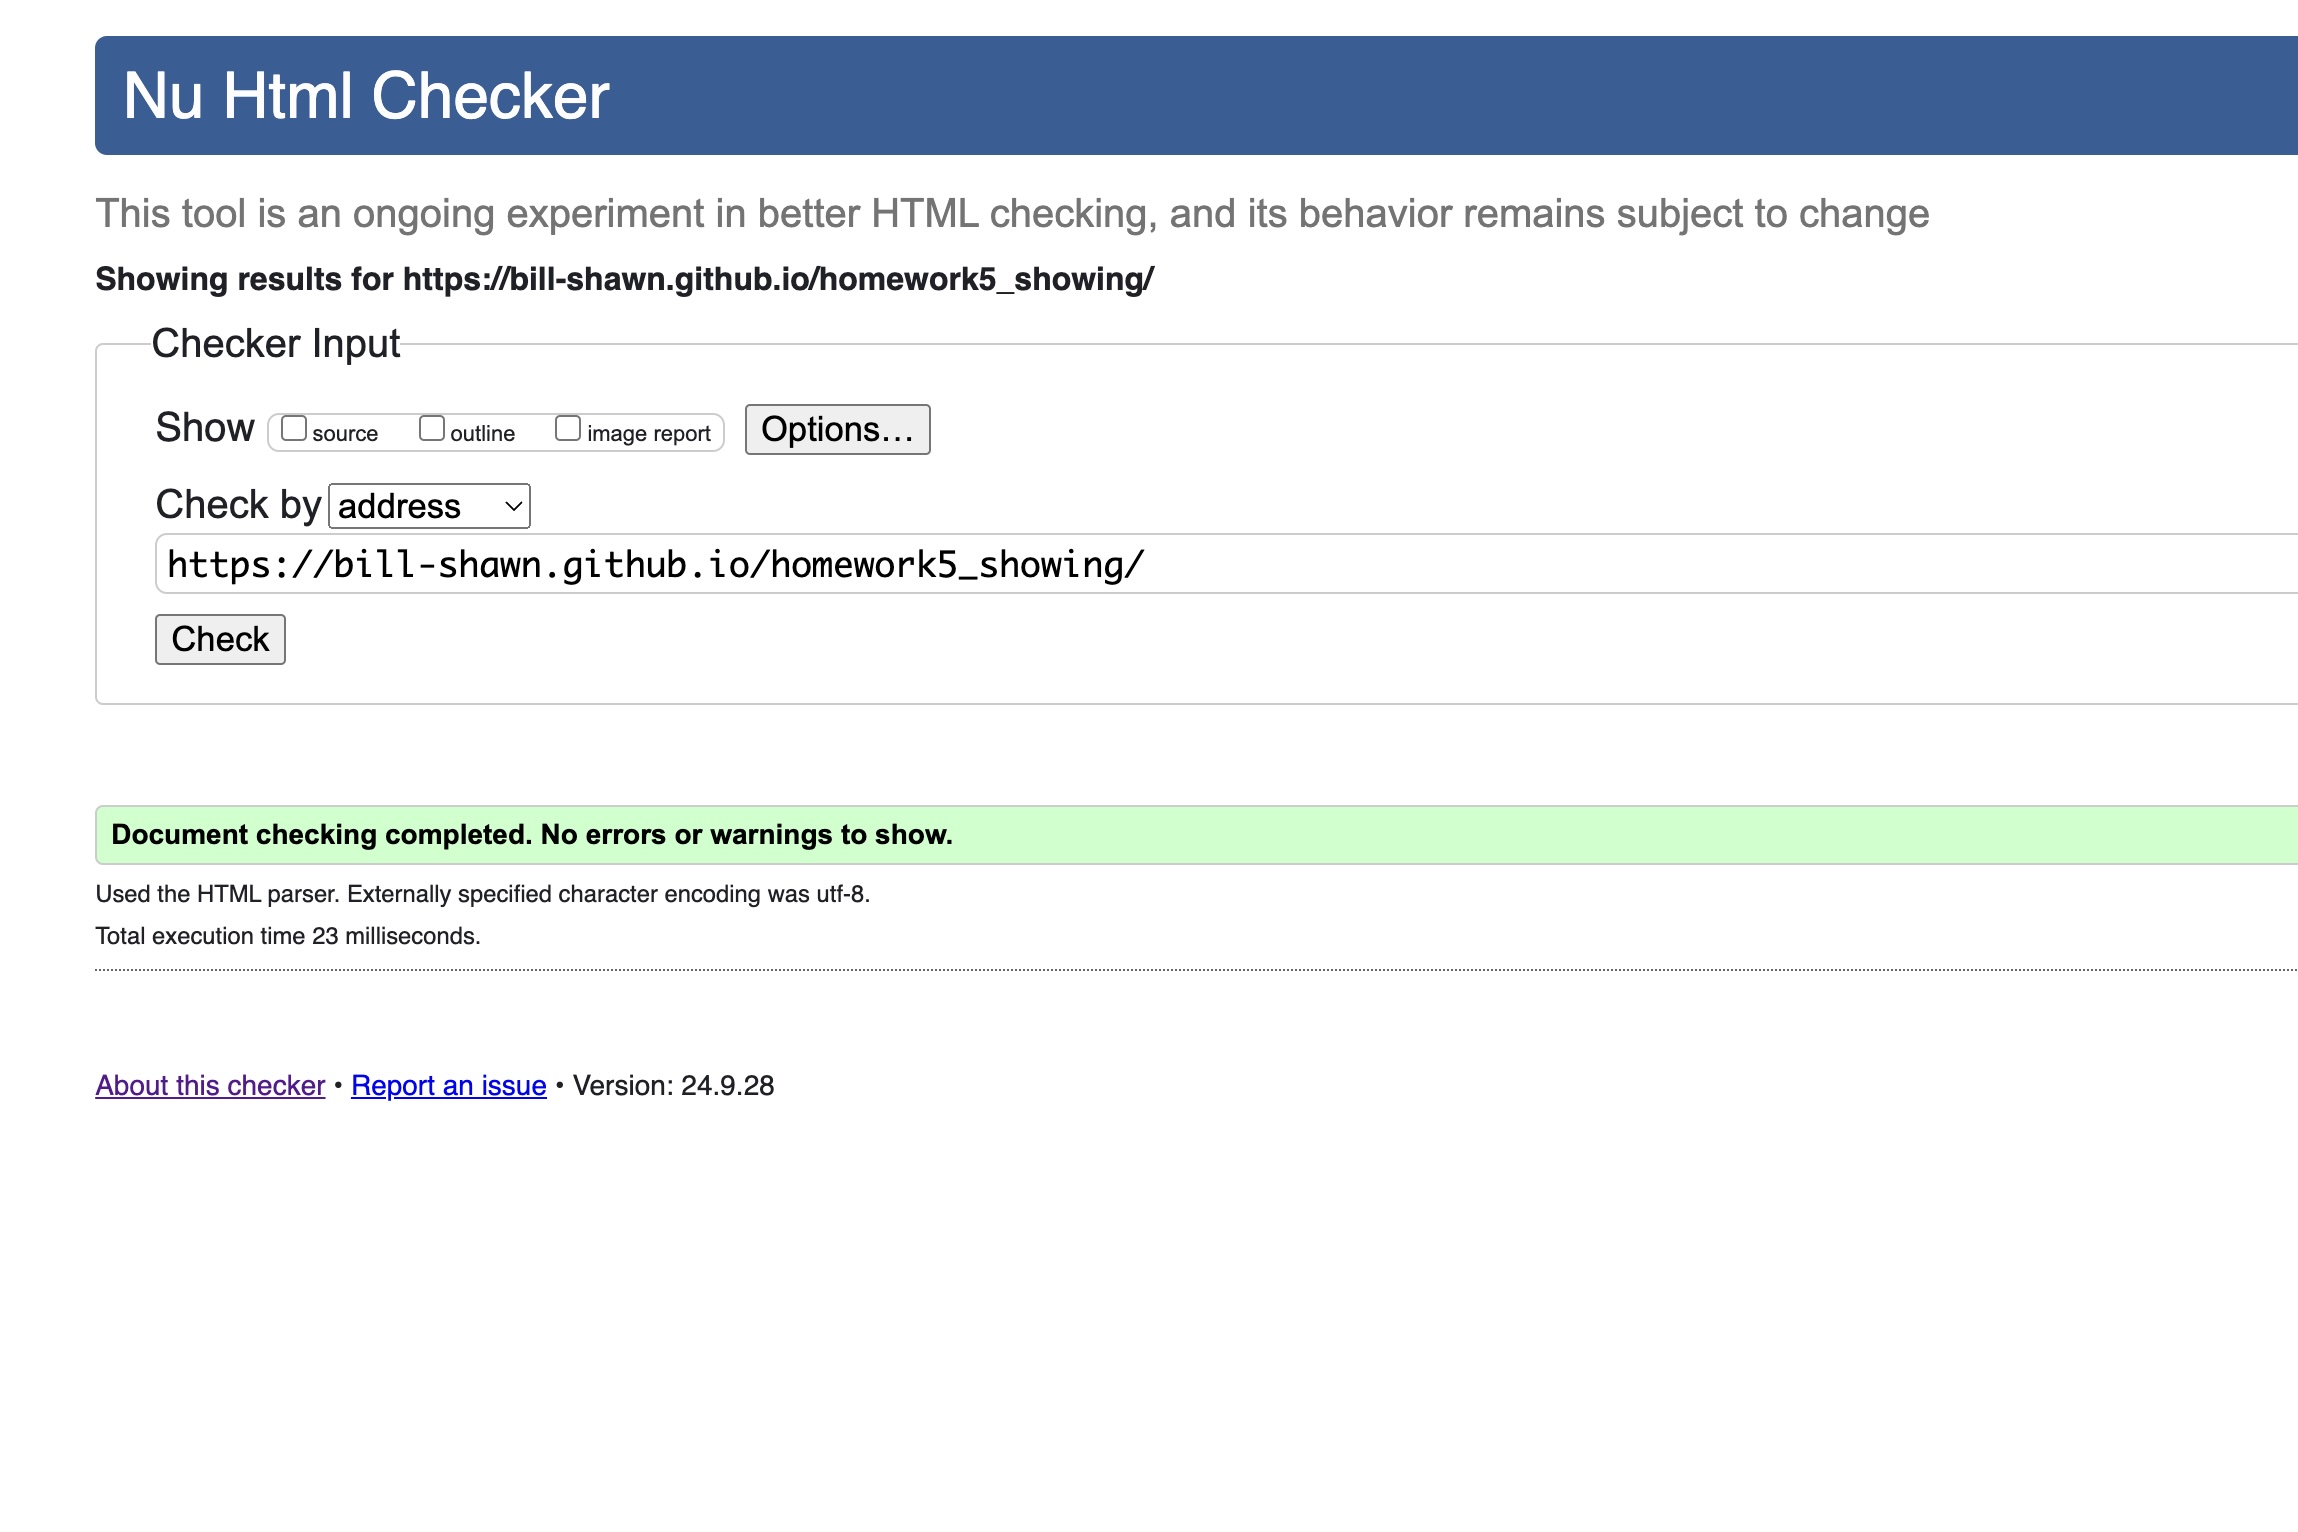 Nu Html Checker
This tool is an ongoing experiment in better HTML checking, and its behavior remains subject to change
Showing results for https://bill-shawn.github.io/homework5_showing/
Checker Input
Show source outline image report Options...
Check by address
https://bill-shawn.github.io/homework5_showing/
Check
Document checking completed. No errors or warnings to show.
Used the HTML parser. Externally specified character encoding was utf-8.
Total execution time 23 milliseconds.
About this checker • Report an issue • Version: 24.9.28